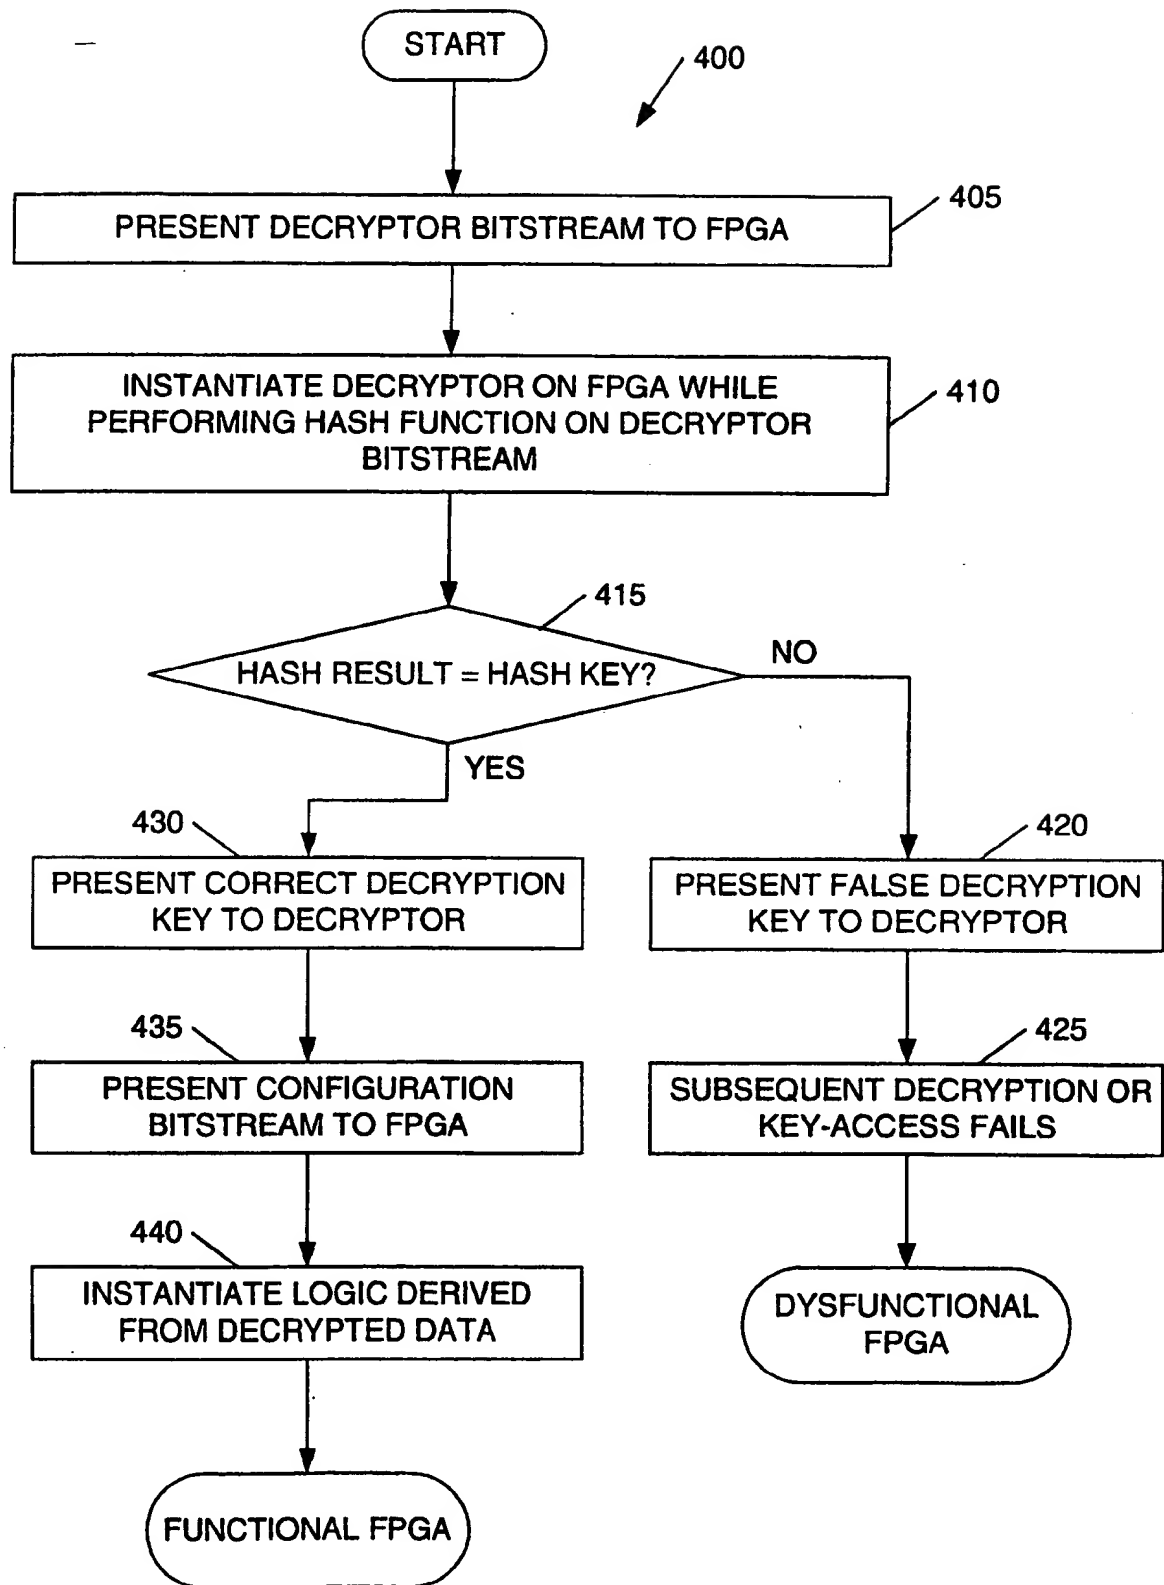 START
400
PRESENT DECRYPTOR BITSTREAM TO FPGA
405
INSTANTIATE DECRYPTOR ON FPGA WHILE
PERFORMING HASH FUNCTION ON DECRYPTOR
BITSTREAM
410
415
HASH RESULT = HASH KEY?
NO
YES
430
PRESENT CORRECT DECRYPTION
KEY TO DECRYPTOR
420
PRESENT FALSE DECRYPTION
KEY TO DECRYPTOR
435
PRESENT CONFIGURATION
BITSTREAM TO FPGA
425
SUBSEQUENT DECRYPTION OR
KEY-ACCESS FAILS
440
INSTANTIATE LOGIC DERIVED
FROM DECRYPTED DATA
DYSFUNCTIONAL
FPGA
FUNCTIONAL FPGA